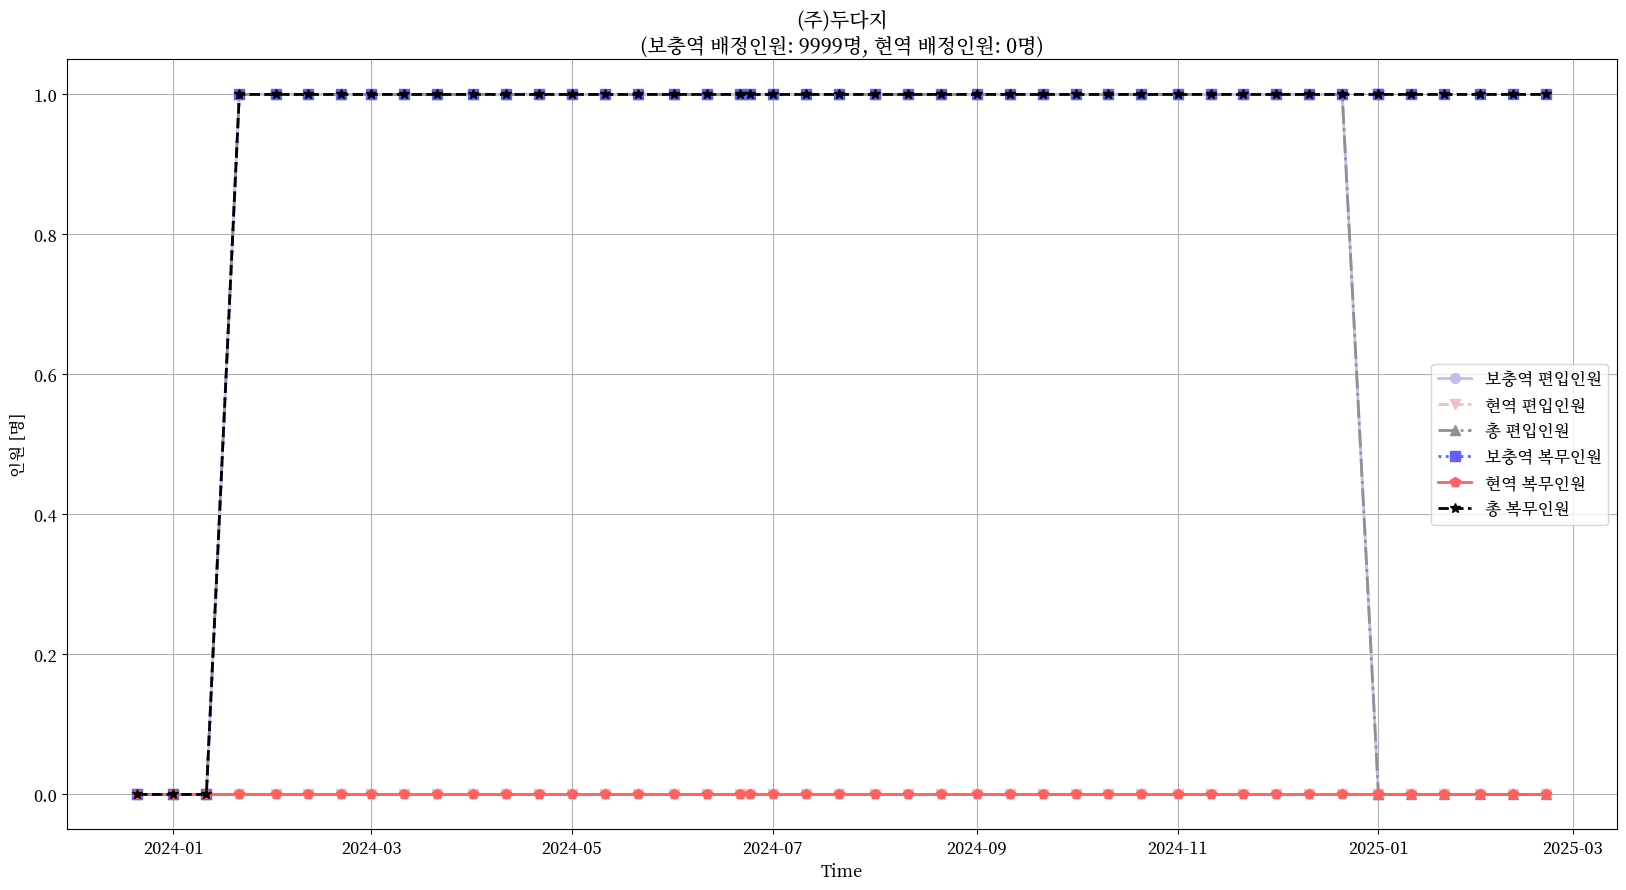 (주)두다지
(보충역 배정인원: 9999명, 현역 배정인원: 0명)
1.0
0.8
0.6
0.4
0.2
0.0
인원 [명]
보충역 편입인원
현역 편입인원
총 편입인원
보충역 복무인원
현역 복무인원
총 복무인원
2024-01
2024-03
2024-05
2024-07
2024-09
2024-11
2025-01
2025-03
Time